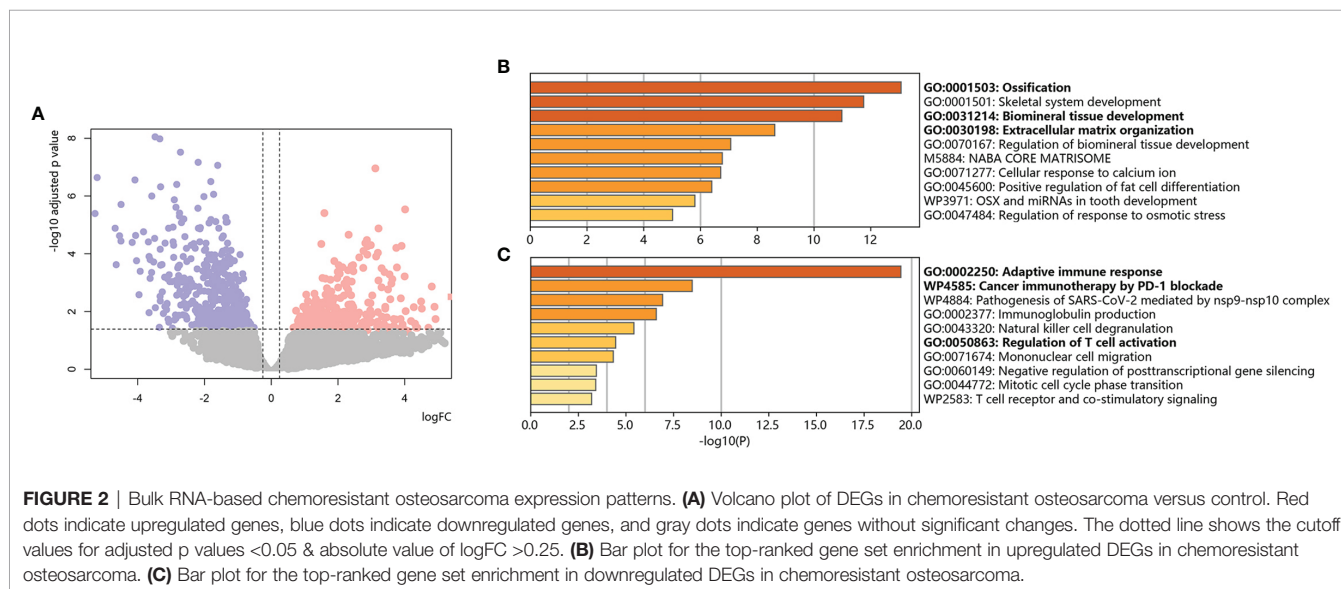 A
-log10 adjusted p value
8
6
4
2
0
-4
-2
0
2
4
logFC
B
GO:0001503: Ossification
GO:0001501: Skeletal system development
GO:0031214: Biomineral tissue development
GO:0030198: Extracellular matrix organization
GO:0070167: Regulation of biomineral tissue development
M5884: NABA CORE MATRISOME
GO:0071277: Cellular response to calcium ion
GO:0045600: Positive regulation of fat cell differentiation
WP3971: OSX and miRNAs in tooth development
GO:0047484: Regulation of response to osmotic stress
0 2 4 6 8 10 12
C
GO:0002250: Adaptive immune response
WP4585: Cancer immunotherapy by PD-1 blockade
WP4884: Pathogenesis of SARS-CoV-2 mediated by nsp9-nsp10 complex
GO:0002377: Immunoglobulin production
GO:0043320: Natural killer cell degranulation
GO:0050863: Regulation of T cell activation
GO:0071674: Mononuclear cell migration
GO:0060149: Negative regulation of posttranscriptional gene silencing
GO:0044772: Mitotic cell cycle phase transition
WP2583: T cell receptor and co-stimulatory signaling
0.0 2.5 5.0 7.5 10.0 12.5 15.0 17.5 20.0
-log10(P)
FIGURE 2 | Bulk RNA-based chemoresistant osteosarcoma expression patterns. (A) Volcano plot of DEGs in chemoresistant osteosarcoma versus control. Red
dots indicate upregulated genes, blue dots indicate downregulated genes, and gray dots indicate genes without significant changes. The dotted line shows the cutoff
values for adjusted p values <0.05 & absolute value of logFC >0.25. (B) Bar plot for the top-ranked gene set enrichment in upregulated DEGs in chemoresistant
osteosarcoma. (C) Bar plot for the top-ranked gene set enrichment in downregulated DEGs in chemoresistant osteosarcoma.